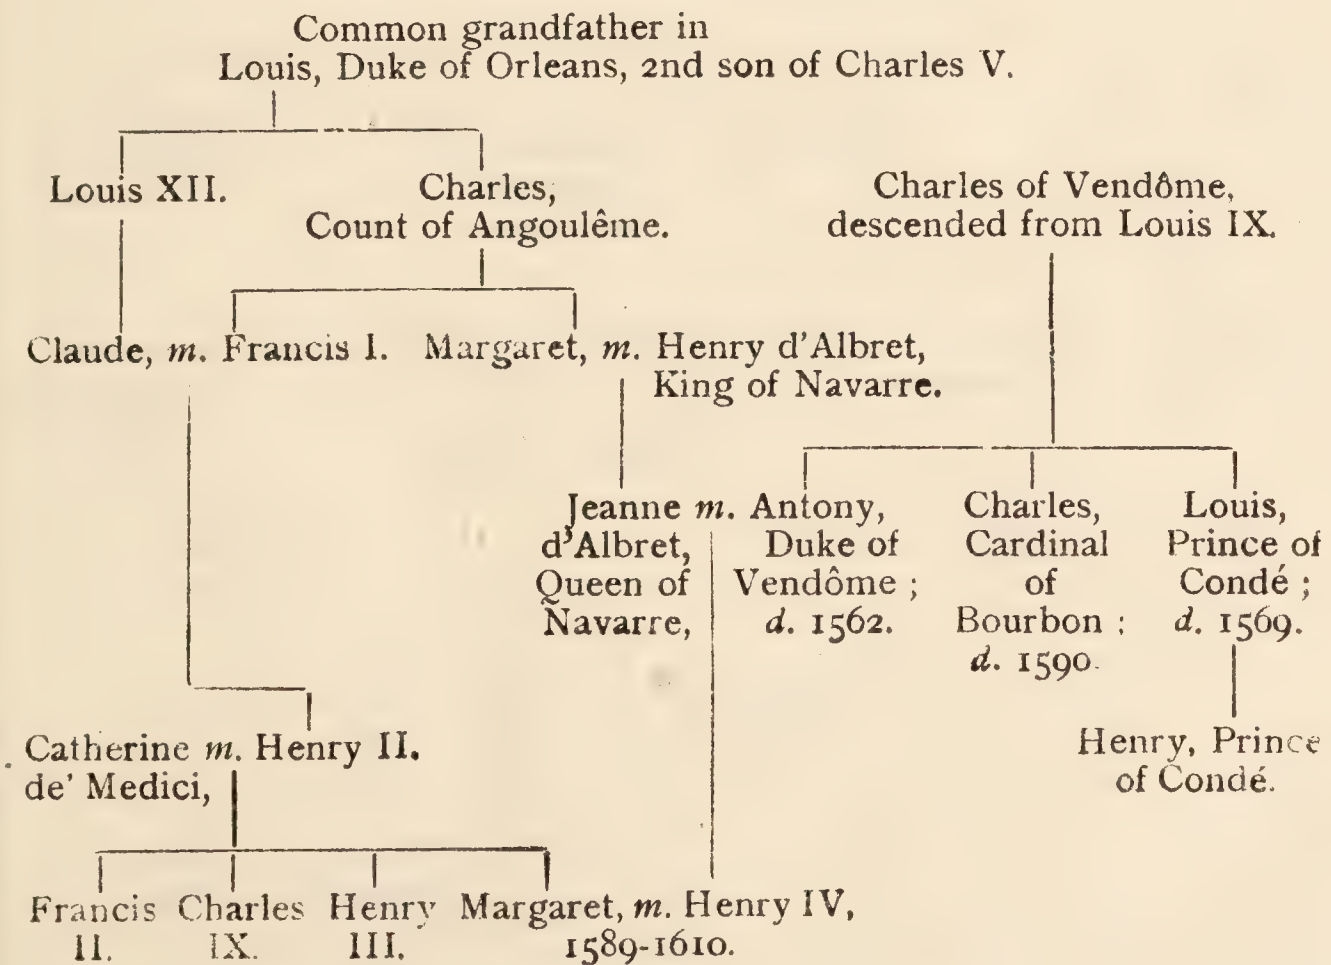 Common grandfather in
Louis, Duke of Orleans, 2nd son of Charles V.
Louis XII.
Charles,
Count of Angoulême.
Charles of Vendôme,
descended from Louis IX.
Claude, m. Francis I.
Margaret, m. Henry d'Albret,
King of Navarre.
Jeanne m. Antony,
d'Albret, Duke of
Queen of Vendôme ;
Navarre, d. 1562.
Charles,
Cardinal
of
Bourbon ;
d. 1590.
Louis,
Prince of
Condé ;
d. 1569.
Catherine m. Henry II.
de' Medici,
Henry, Prince
of Condé.
Francis
II.
Charles
IX.
Henry
III.
Margaret, m. Henry IV,
1589-1610.